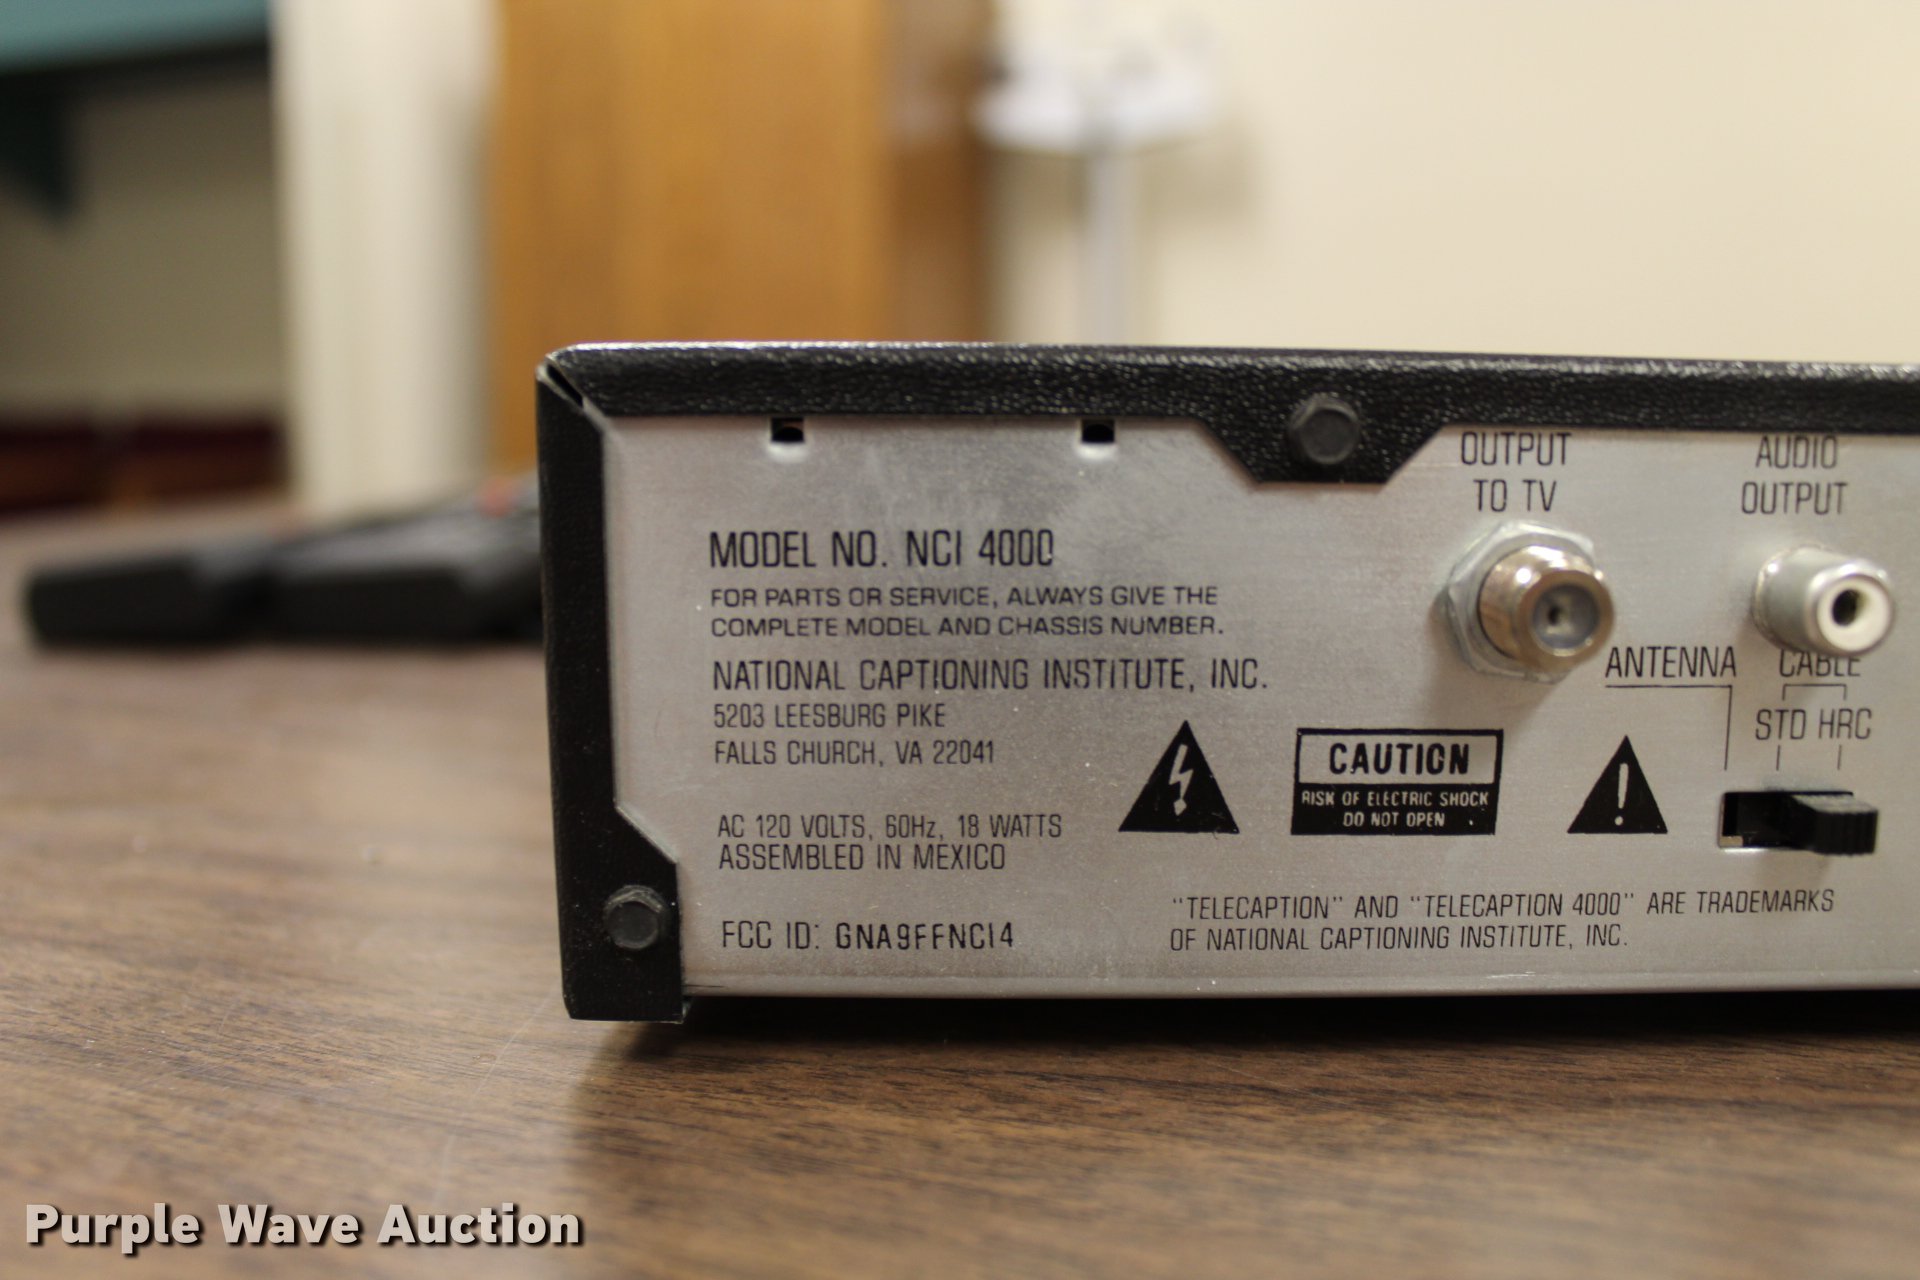 OUTPUT
TO TV
AUDIO
OUTPUT
MODEL NO. NCI 4000
FOR PARTS OR SERVICE, ALWAYS GIVE THE
COMPLETE MODEL AND CHASSIS NUMBER.
NATIONAL CAPTIONING INSTITUTE, INC.
5203 LEESBURG PIKE
FALLS CHURCH, VA 22041
AC 120 VOLTS, 60Hz, 18 WATTS
ASSEMBLED IN MEXICO
FCC ID: GNA9FFNCI4
CAUTION
RISK OF ELECTRIC SHOCK
DO NOT OPEN
!
ANTENNA
CABLE
STD HRC
"TELECAPTION" AND "TELECAPTION 4000" ARE TRADEMARKS
OF NATIONAL CAPTIONING INSTITUTE, INC.
Purple Wave Auction